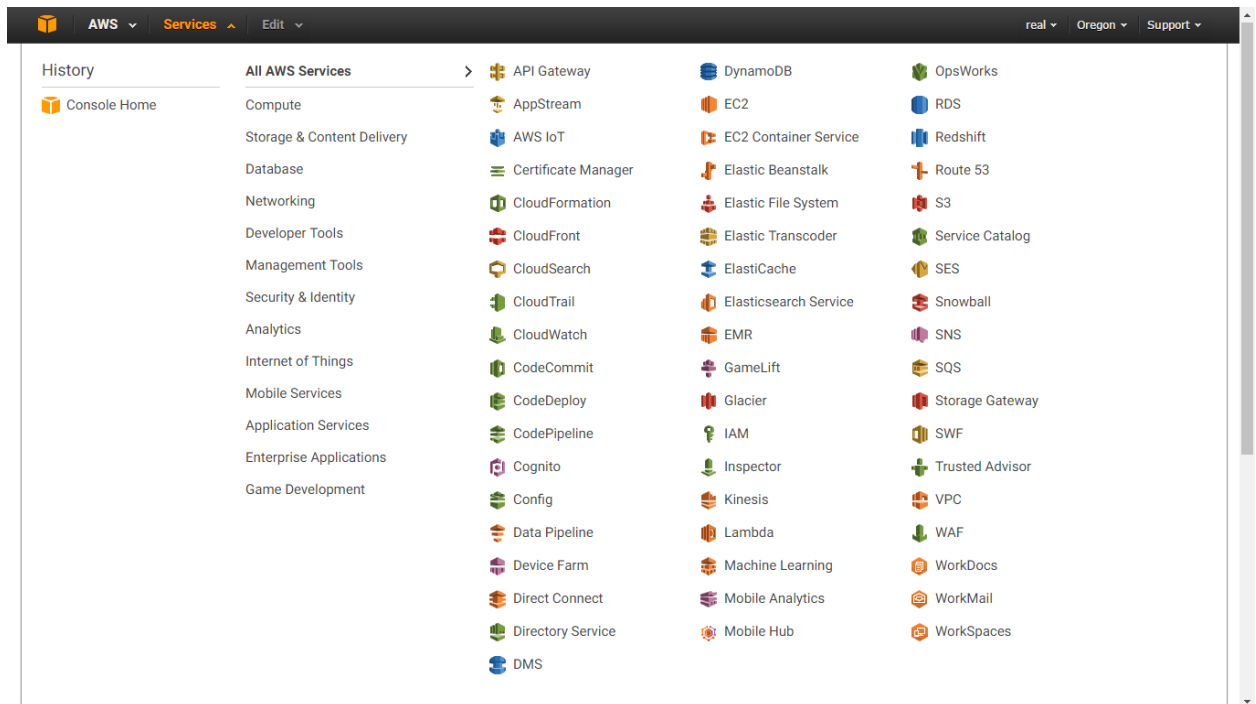 AWS Services Edit real Oregon Support
History
Console Home
All AWS Services
Compute
Storage & Content Delivery
Database
Networking
Developer Tools
Management Tools
Security & Identity
Analytics
Internet of Things
Mobile Services
Application Services
Enterprise Applications
Game Development
API Gateway
AppStream
AWS IoT
Certificate Manager
CloudFormation
CloudFront
CloudSearch
CloudTrail
CloudWatch
CodeCommit
CodeDeploy
CodePipeline
Cognito
Config
Data Pipeline
Device Farm
Direct Connect
Directory Service
DMS
DynamoDB
EC2
EC2 Container Service
Elastic Beanstalk
Elastic File System
Elastic Transcoder
ElastiCache
Elasticsearch Service
EMR
GameLift
Glacier
IAM
Inspector
Kinesis
Lambda
Machine Learning
Mobile Analytics
Mobile Hub
OpsWorks
RDS
Redshift
Route 53
S3
Service Catalog
SES
Snowball
SNS
SQS
Storage Gateway
SWF
Trusted Advisor
VPC
WAF
WorkDocs
WorkMail
WorkSpaces